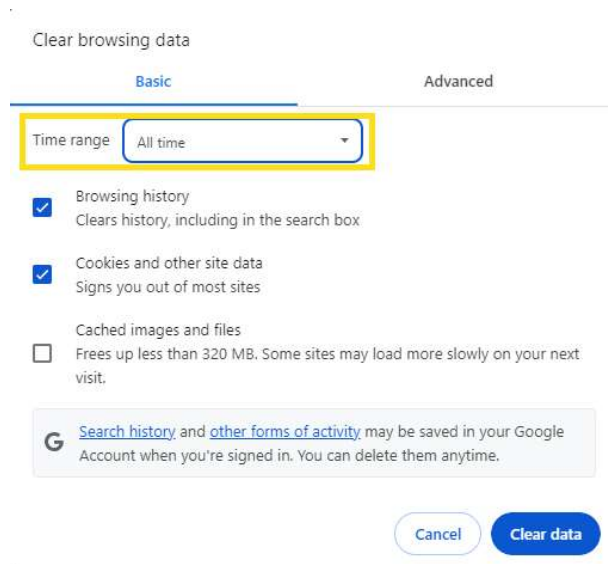 Clear browsing data
Basic Advanced
Time range All time
Browsing history
Clears history, including in the search box
Cookies and other site data
Signs you out of most sites
Cached images and files
Frees up less than 320 MB. Some sites may load more slowly on your next
visit.
G Search history and other forms of activity may be saved in your Google
Account when you're signed in. You can delete them anytime.
Cancel Clear data